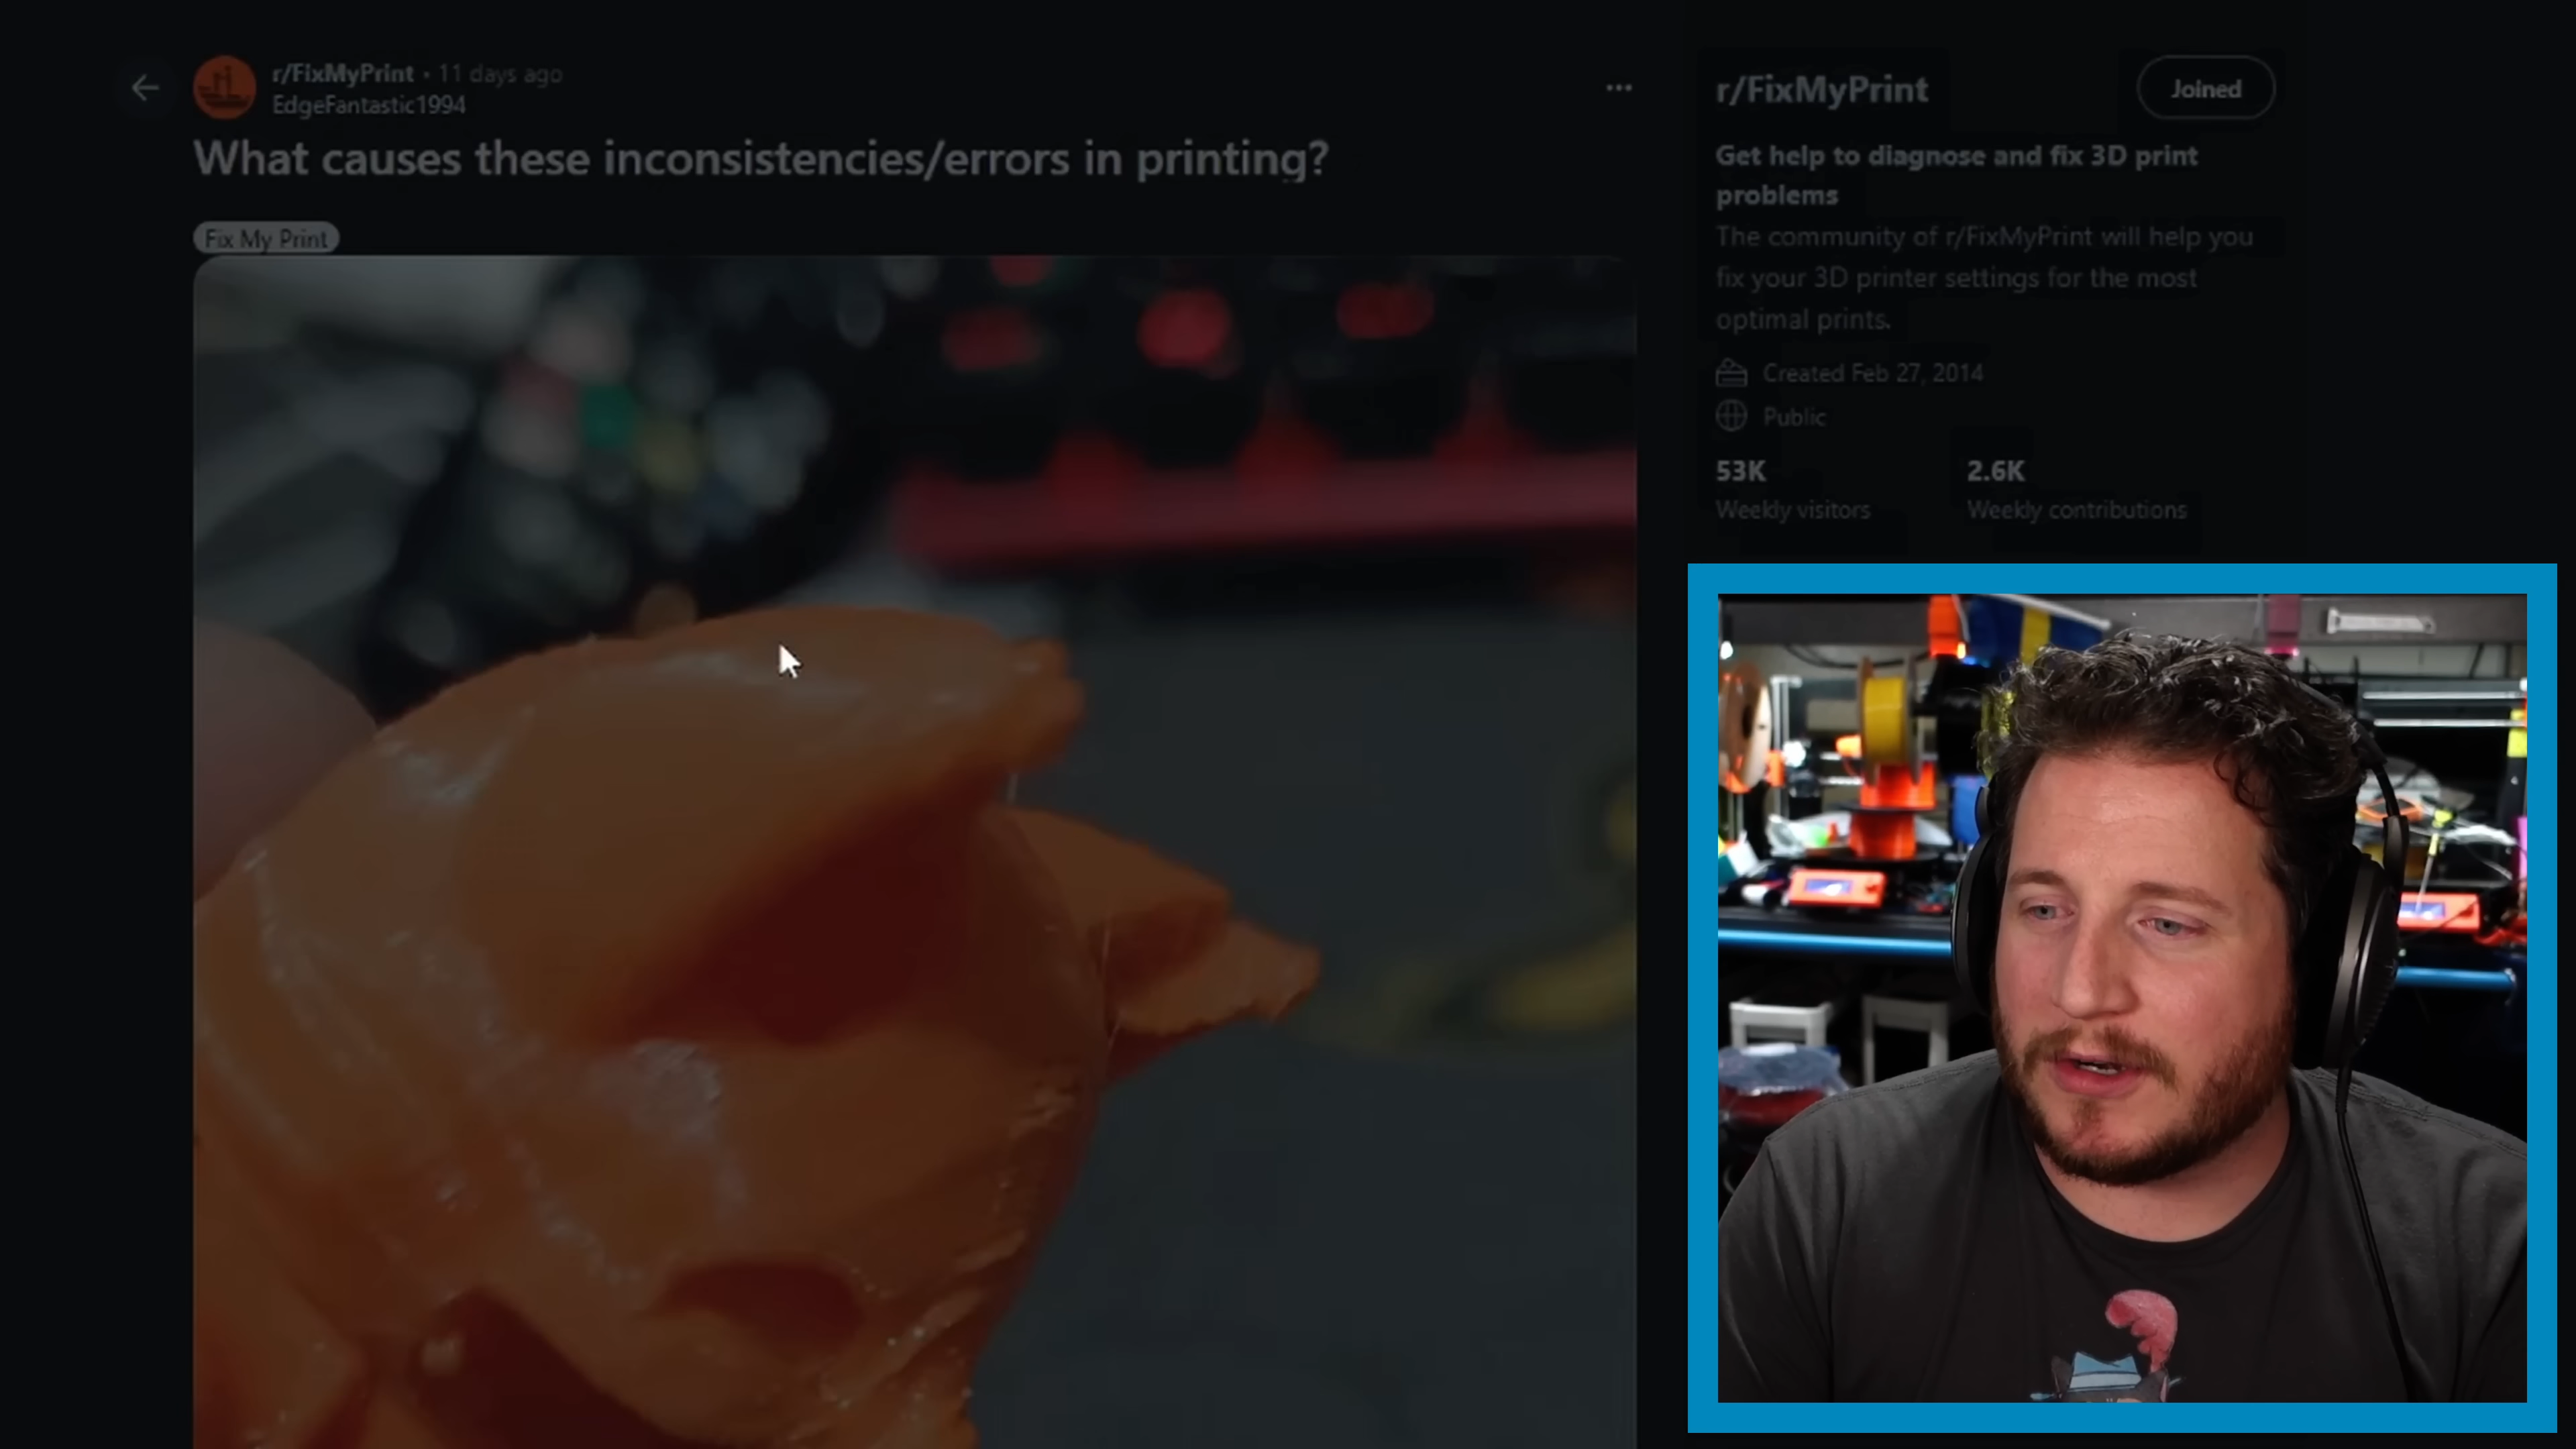 r/FixMyPrint • 11 days ago
EdgeFantastic1994
What causes these inconsistencies/errors in printing?
Fix My Print
r/FixMyPrint
Joined
Get help to diagnose and fix 3D print
problems
The community of r/FixMyPrint will help you
fix your 3D printer settings for the most
optimal prints.
Created Feb 27, 2014
Public
53K
2.6K
Weekly visitors
Weekly contributions